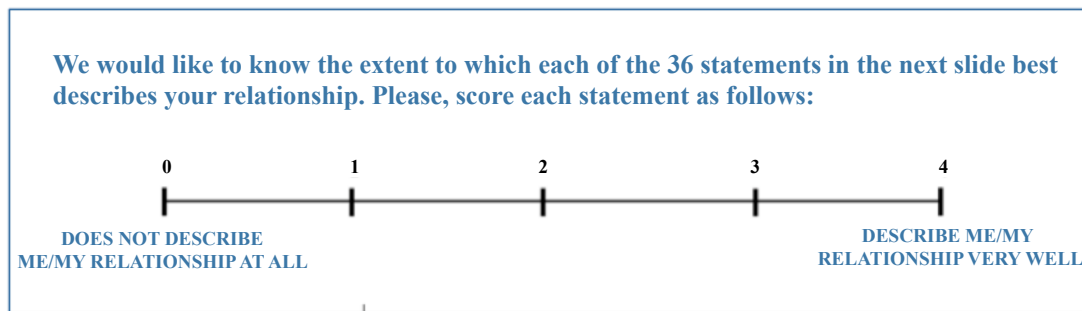 We would like to know the extent to which each of the 36 statements in the next slide best
describes your relationship. Please, score each statement as follows:
0 1 2 3 4
DOES NOT DESCRIBE
ME/MY RELATIONSHIP AT ALL
DESCRIBE ME/MY
RELATIONSHIP VERY WELL